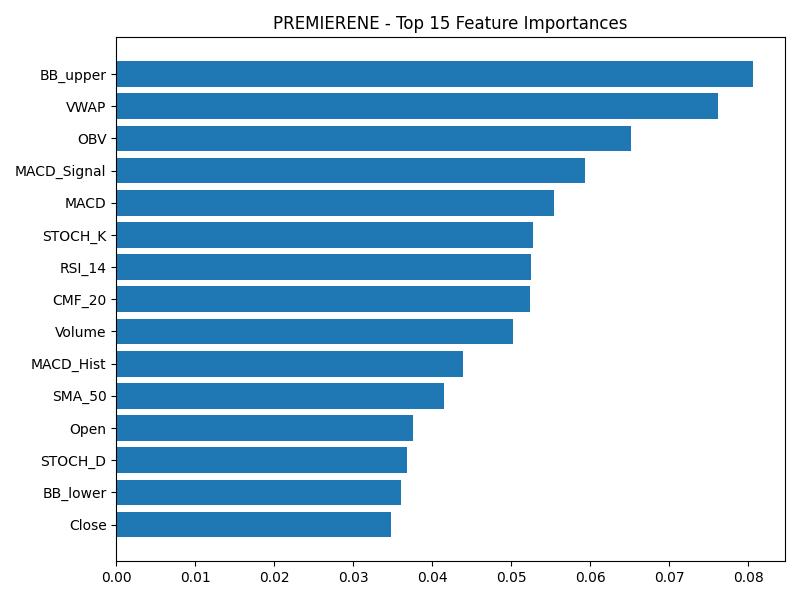 PREMIERENE - Top 15 Feature Importances
BB_upper
VWAP
OBV
MACD_Signal
MACD
STOCH_K
RSI_14
CMF_20
Volume
MACD_Hist
SMA_50
Open
STOCH_D
BB_lower
Close
0.00 0.01 0.02 0.03 0.04 0.05 0.06 0.07 0.08